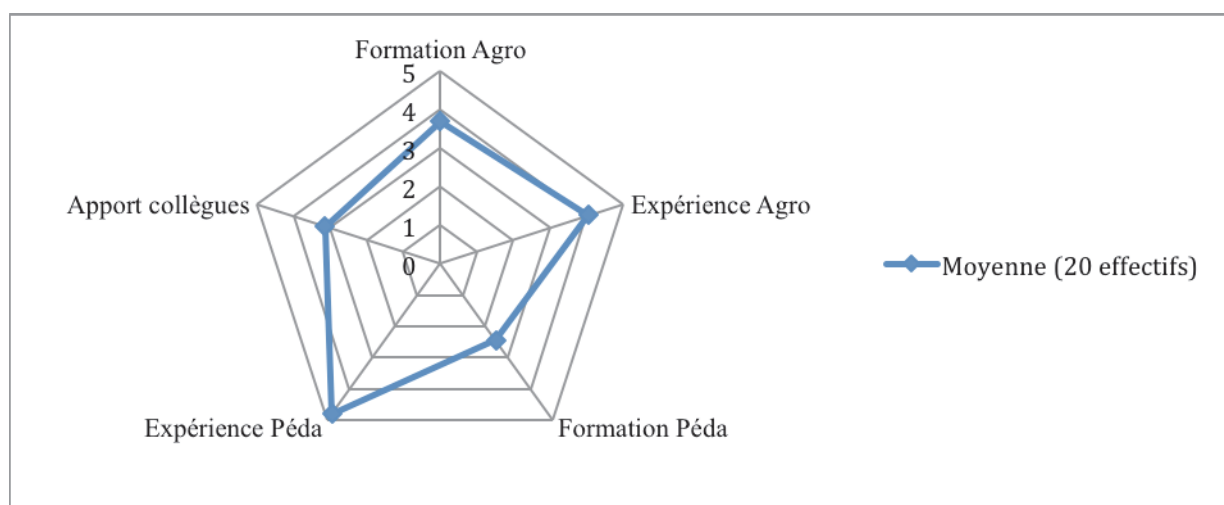 Formation Agro
5
4
3
2
1
0
Expérience Agro
Formation Péda
Expérience Péda
Apport collègues
Moyenne (20 effectifs)